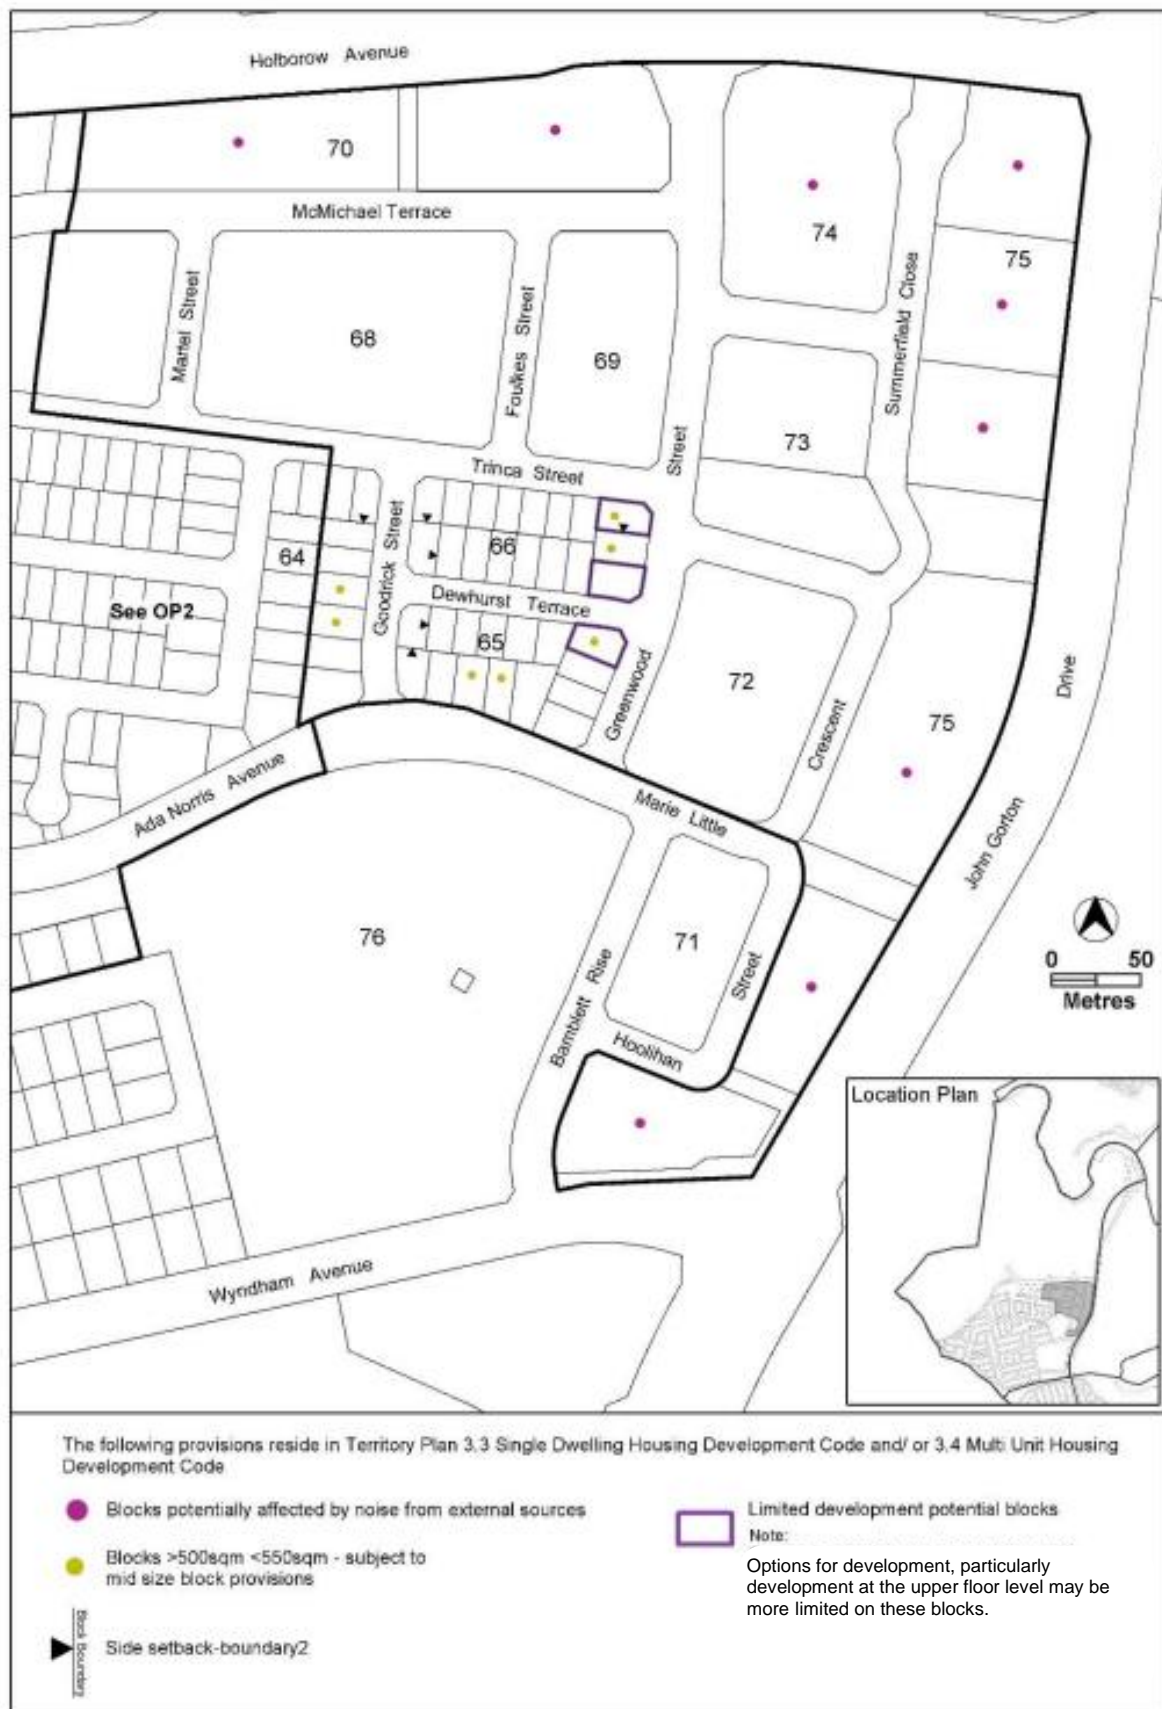 Holborow Avenue
70
McMichael Terrace
74
75
Martel Street
68
Foulkes Street
69
Summerfield Close
73
Street
Trinca Street
64
Goodrick Street
66
See OP2
Dewhurst Terrace
65
Greenwood
72
Crescent
75
Drive
Ada Norris Avenue
Marie Little
John Gorton
76
71
Bamblett Rise
Street
Hoolihan
0 50
Metres
Location Plan
Wyndham Avenue
The following provisions reside in Territory Plan 3.3 Single Dwelling Housing Development Code and/ or 3.4 Multi Unit Housing
Development Code
Blocks potentially affected by noise from external sources
Blocks >500sqm <550sqm - subject to
mid size block provisions
Block Boundary
Side setback-boundary2
Limited development potential blocks
Note:
Options for development, particularly
development at the upper floor level may be
more limited on these blocks.